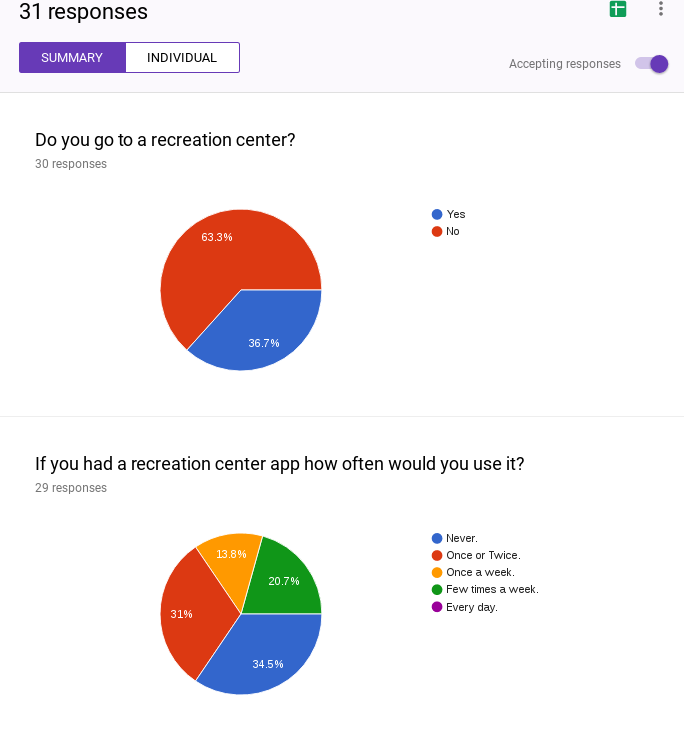 31 responses
SUMMARY
INDIVIDUAL
Accepting responses
Do you go to a recreation center?
30 responses
63.3%
36.7%
Yes
No
If you had a recreation center app how often would you use it?
29 responses
13.8%
20.7%
31%
34.5%
Never.
Once or Twice.
Once a week.
Few times a week.
Every day.